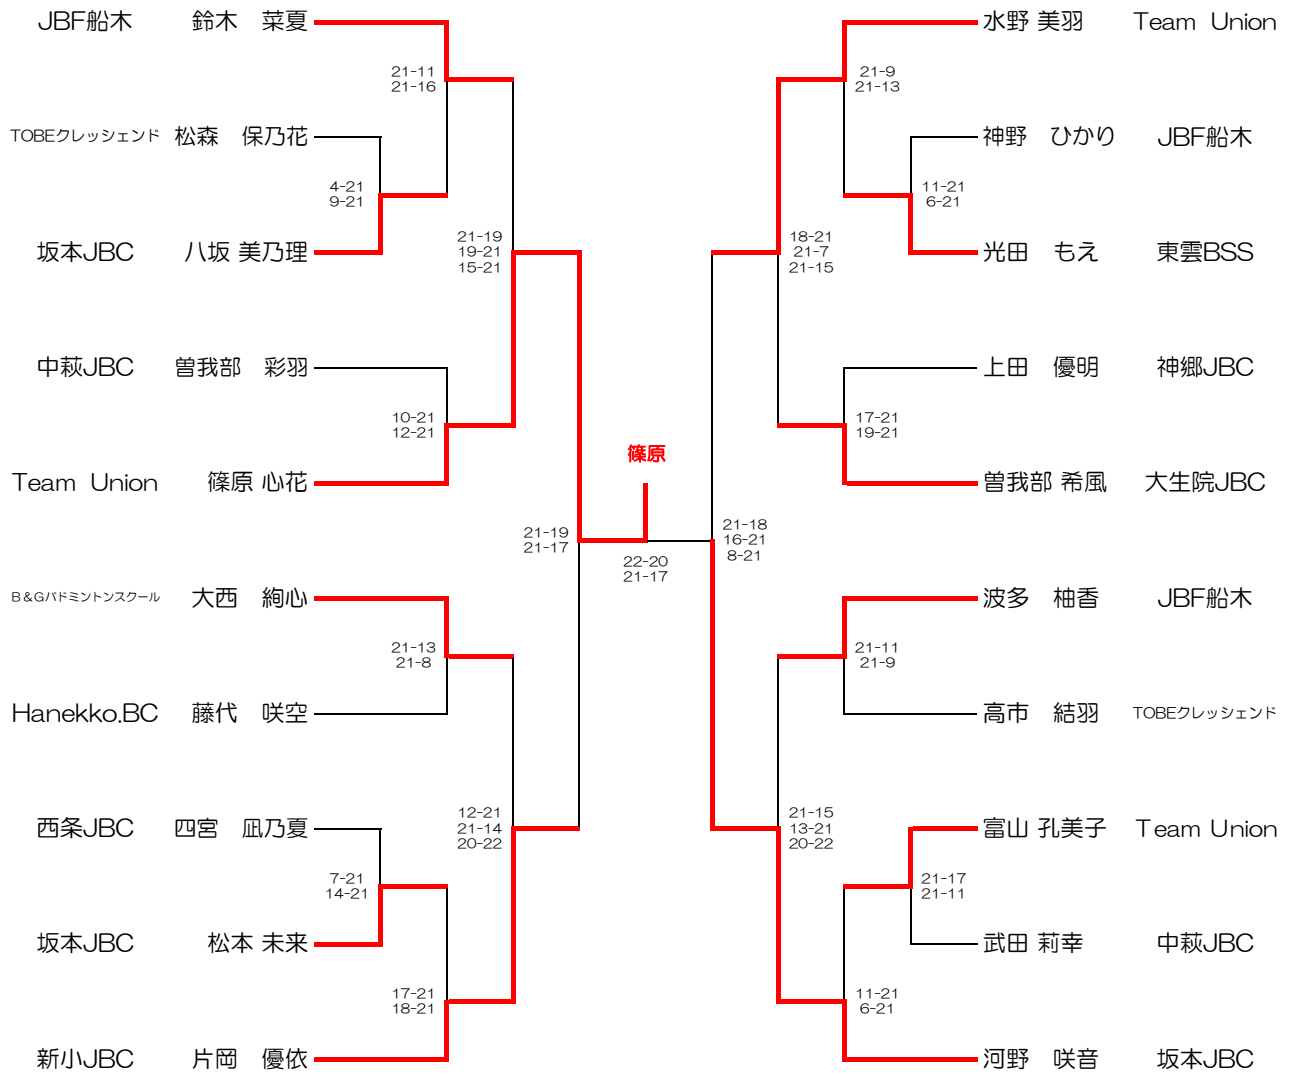 JBF船木 鈴木 菜夏
21-11
21-16
TOBEクレッシェンド 松森 保乃花
4-21
9-21
坂本JBC 八坂 美乃理
21-19
19-21
15-21
中萩JBC 曽我部 彩羽
10-21
12-21
Team Union 篠原 心花
21-19
21-17
B&Gバドミントンスクール 大西 絢心
21-13
21-8
Hanekko.BC 藤代 咲空
12-21
21-14
20-22
西条JBC 四宮 凪乃夏
7-21
14-21
坂本JBC 松本 未来
17-21
18-21
新小JBC 片岡 優依
篠原
22-20
21-17
水野 美羽 Team Union
21-9
21-13
神野 ひかり JBF船木
11-21
6-21
光田 もえ 東雲BSS
18-21
21-7
21-15
上田 優明 神郷JBC
17-21
19-21
曽我部 希風 大生院JBC
21-18
16-21
8-21
波多 柚香 JBF船木
21-11
21-9
高市 結羽 TOBEクレッシェンド
21-15
13-21
20-22
富山 孔美子 Team Union
21-17
21-11
武田 莉幸 中萩JBC
11-21
6-21
河野 咲音 坂本JBC